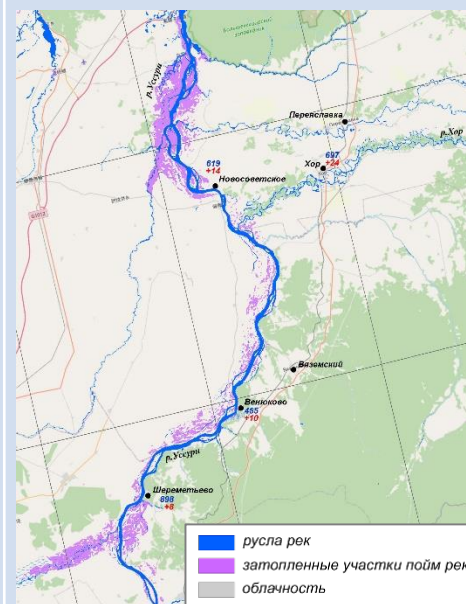 р.Уссури
Переяславка
р.Хор
697
Хор
+24
619
+14
Новосоветское
Вяземский
Венюково
455
+10
р.Уссури
Шереметьево
698
+8
русла рек
затопленные участки пойм рек
облачность